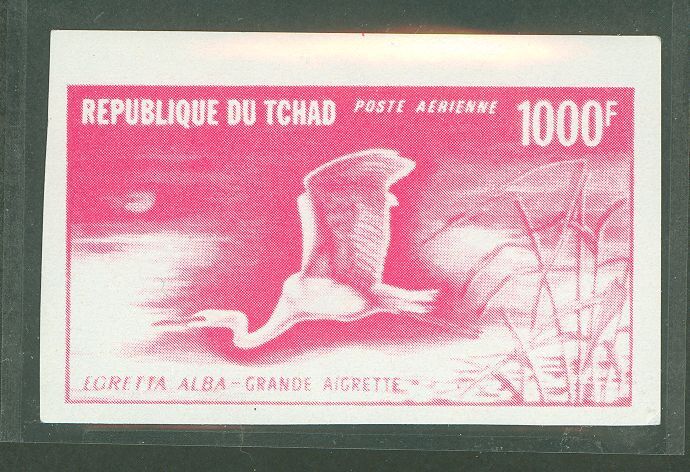 REPUBLIQUE DU TCHAD POSTE AERIENNE 1000F
EGRETTA ALBA - GRANDE AIGRETTE